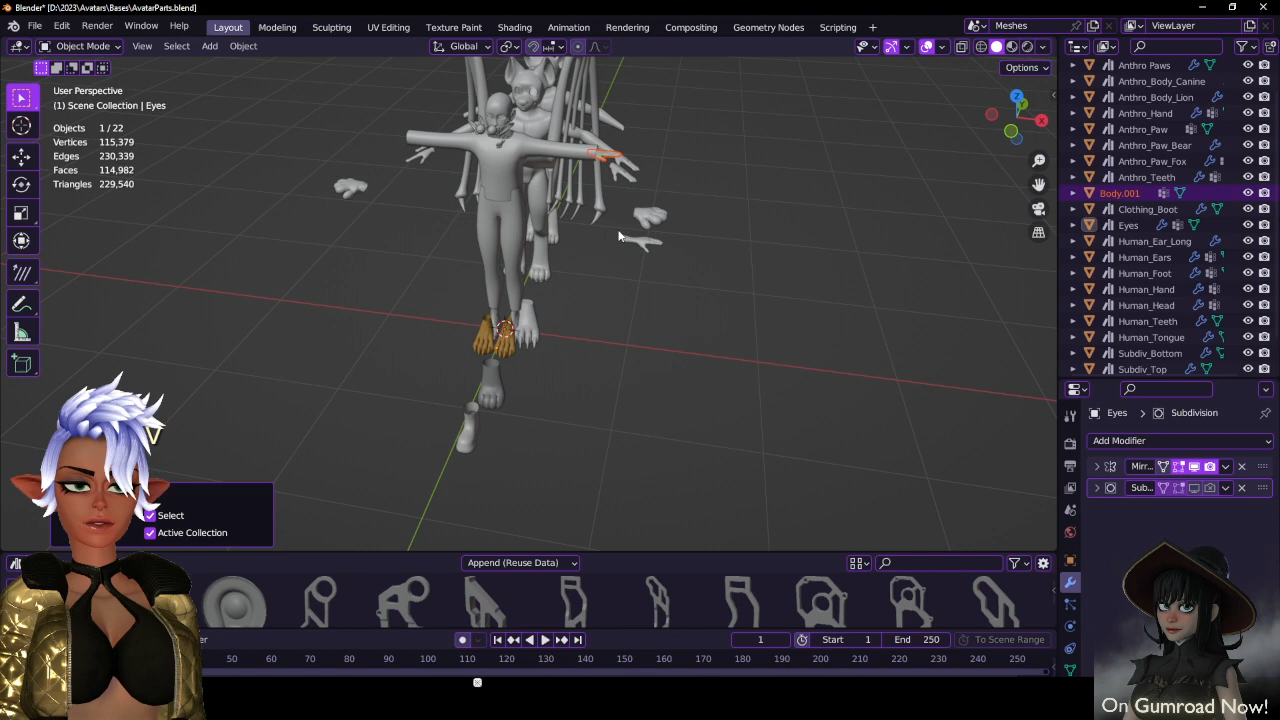 Blender* [D:\2023\Avatars\Bases\AvatarParts.blend]
File Edit Render Window Help Layout Modeling Sculpting UV Editing Texture Paint Shading Animation Rendering Compositing Geometry Nodes Scripting + Meshes ViewLayer
Object Mode View Select Add Object Global
Options
User Perspective
(1) Scene Collection | Eyes
Objects 1 / 22
Vertices 115,379
Edges 230,339
Faces 114,982
Triangles 229,540
Z
X
Anthro Paws
Anthro_Body_Canine
Anthro_Body_Lion
Anthro_Hand
Anthro_Paw
Anthro_Paw_Bear
Anthro_Paw_Fox
Anthro_Teeth
Body.001
Clothing_Boot
Eyes
Human_Ear_Long
Human_Ears
Human_Foot
Human_Hand
Human_Head
Human_Teeth
Human_Tongue
Subdiv_Bottom
Subdiv_Top
Eyes Subdivision
Add Modifier
Mirr...
Sub...
Select
Active Collection
Append (Reuse Data)
1 Start 1 End 250 To Scene Range
50 60 70 80 90 100 110 120 130 140 150 160 170 180 190 200 210 220 230 240 250
On Gumroad Now!